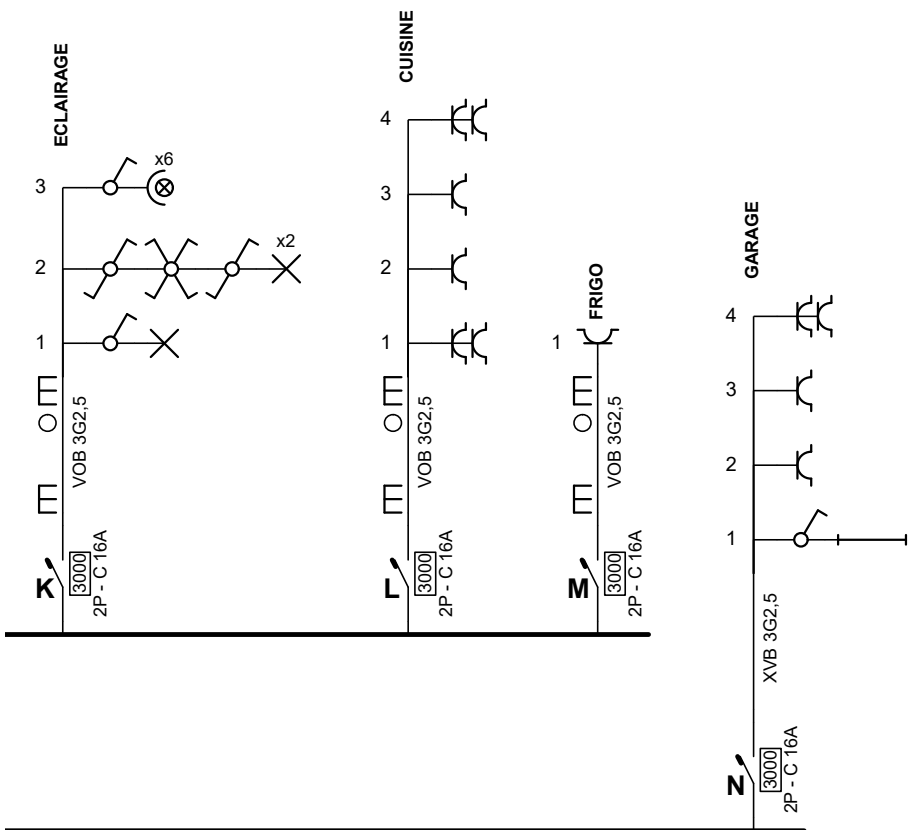 ECLAIRAGE
3
x6
2
x2
1
VOB 3G2,5
K
3000
2P - C 16A
CUISINE
4
3
2
1
VOB 3G2,5
L
3000
2P - C 16A
FRIGO
1
VOB 3G2,5
M
3000
2P - C 16A
GARAGE
4
3
2
1
XVB 3G2,5
N
3000
2P - C 16A